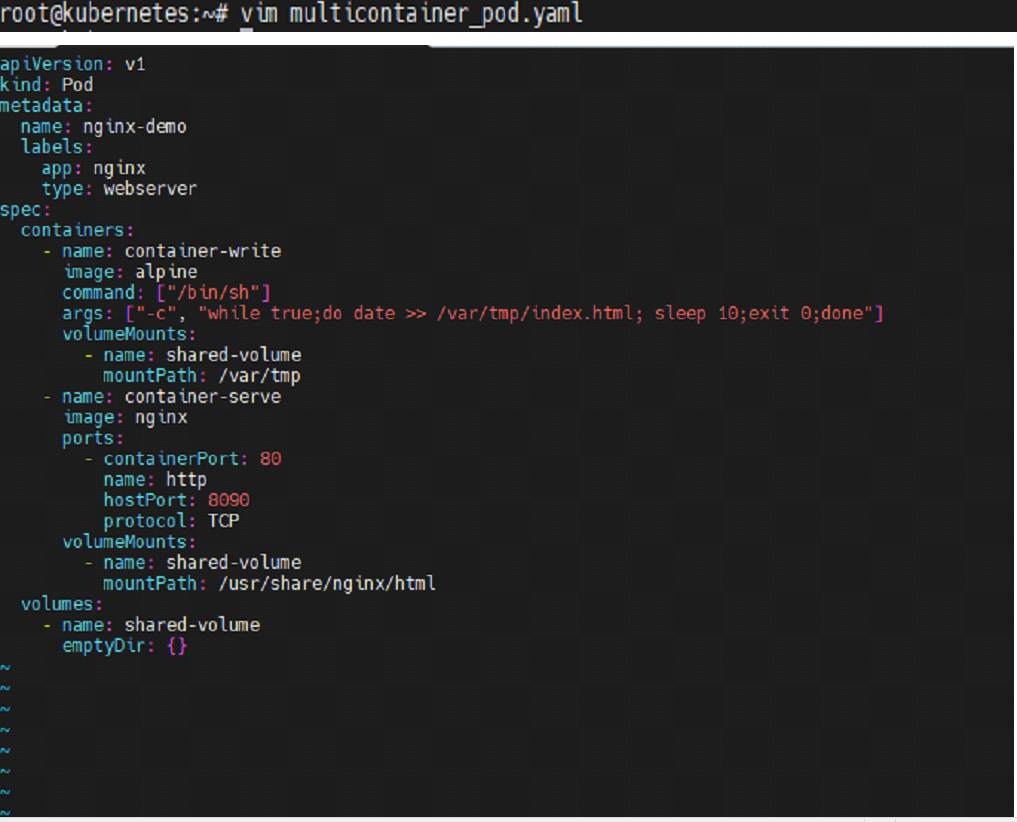 root@kubernetes:~# vim multicontainer_pod.yaml
apiVersion: v1
kind: Pod
metadata:
  name: nginx-demo
  labels:
    app: nginx
    type: webserver
spec:
  containers:
    - name: container-write
      image: alpine
      command: ["/bin/sh"]
      args: ["-c", "while true;do date >> /var/tmp/index.html; sleep 10;exit 0;done"]
      volumeMounts:
        - name: shared-volume
          mountPath: /var/tmp
    - name: container-serve
      image: nginx
      ports:
        - containerPort: 80
          name: http
          hostPort: 8090
          protocol: TCP
      volumeMounts:
        - name: shared-volume
          mountPath: /usr/share/nginx/html
  volumes:
    - name: shared-volume
      emptyDir: {}
~
~
~
~
~
~
~
~